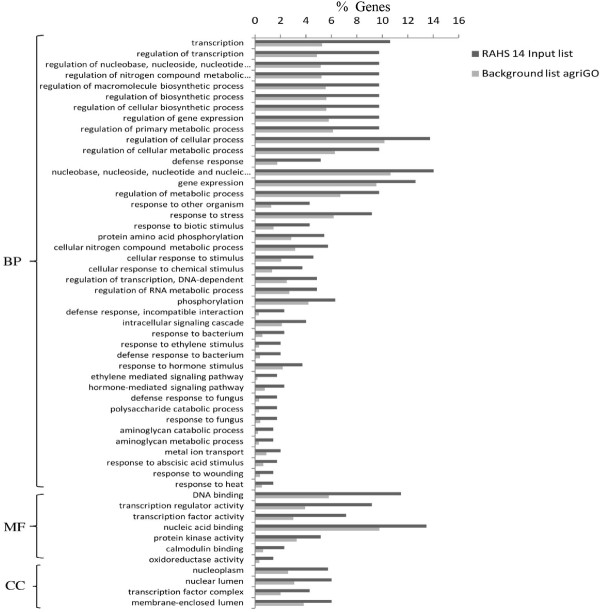 % Genes
0 2 4 6 8 10 12 14 16
RAHS 14 Input list
Background list agriGO
BP
transcription
regulation of transcription
regulation of nucleobase, nucleoside, nucleotide...
regulation of nitrogen compound metabolic...
regulation of macromolecule biosynthetic process
regulation of biosynthetic process
regulation of cellular biosynthetic process
regulation of gene expression
regulation of primary metabolic process
regulation of cellular process
regulation of cellular metabolic process
defense response
nucleobase, nucleoside, nucleotide and nucleic...
gene expression
regulation of metabolic process
response to other organism
response to stress
response to biotic stimulus
protein amino acid phosphorylation
cellular nitrogen compound metabolic process
cellular response to stimulus
cellular response to chemical stimulus
regulation of transcription, DNA-dependent
regulation of RNA metabolic process
phosphorylation
defense response, incompatible interaction
intracellular signaling cascade
response to bacterium
response to ethylene stimulus
defense response to bacterium
response to hormone stimulus
ethylene mediated signaling pathway
hormone-mediated signaling pathway
defense response to fungus
polysaccharide catabolic process
response to fungus
aminoglycan catabolic process
aminoglycan metabolic process
metal ion transport
response to abscisic acid stimulus
response to wounding
response to heat
MF
DNA binding
transcription regulator activity
transcription factor activity
nucleic acid binding
protein kinase activity
calmodulin binding
oxidoreductase activity
CC
nucleoplasm
nuclear lumen
transcription factor complex
membrane-enclosed lumen